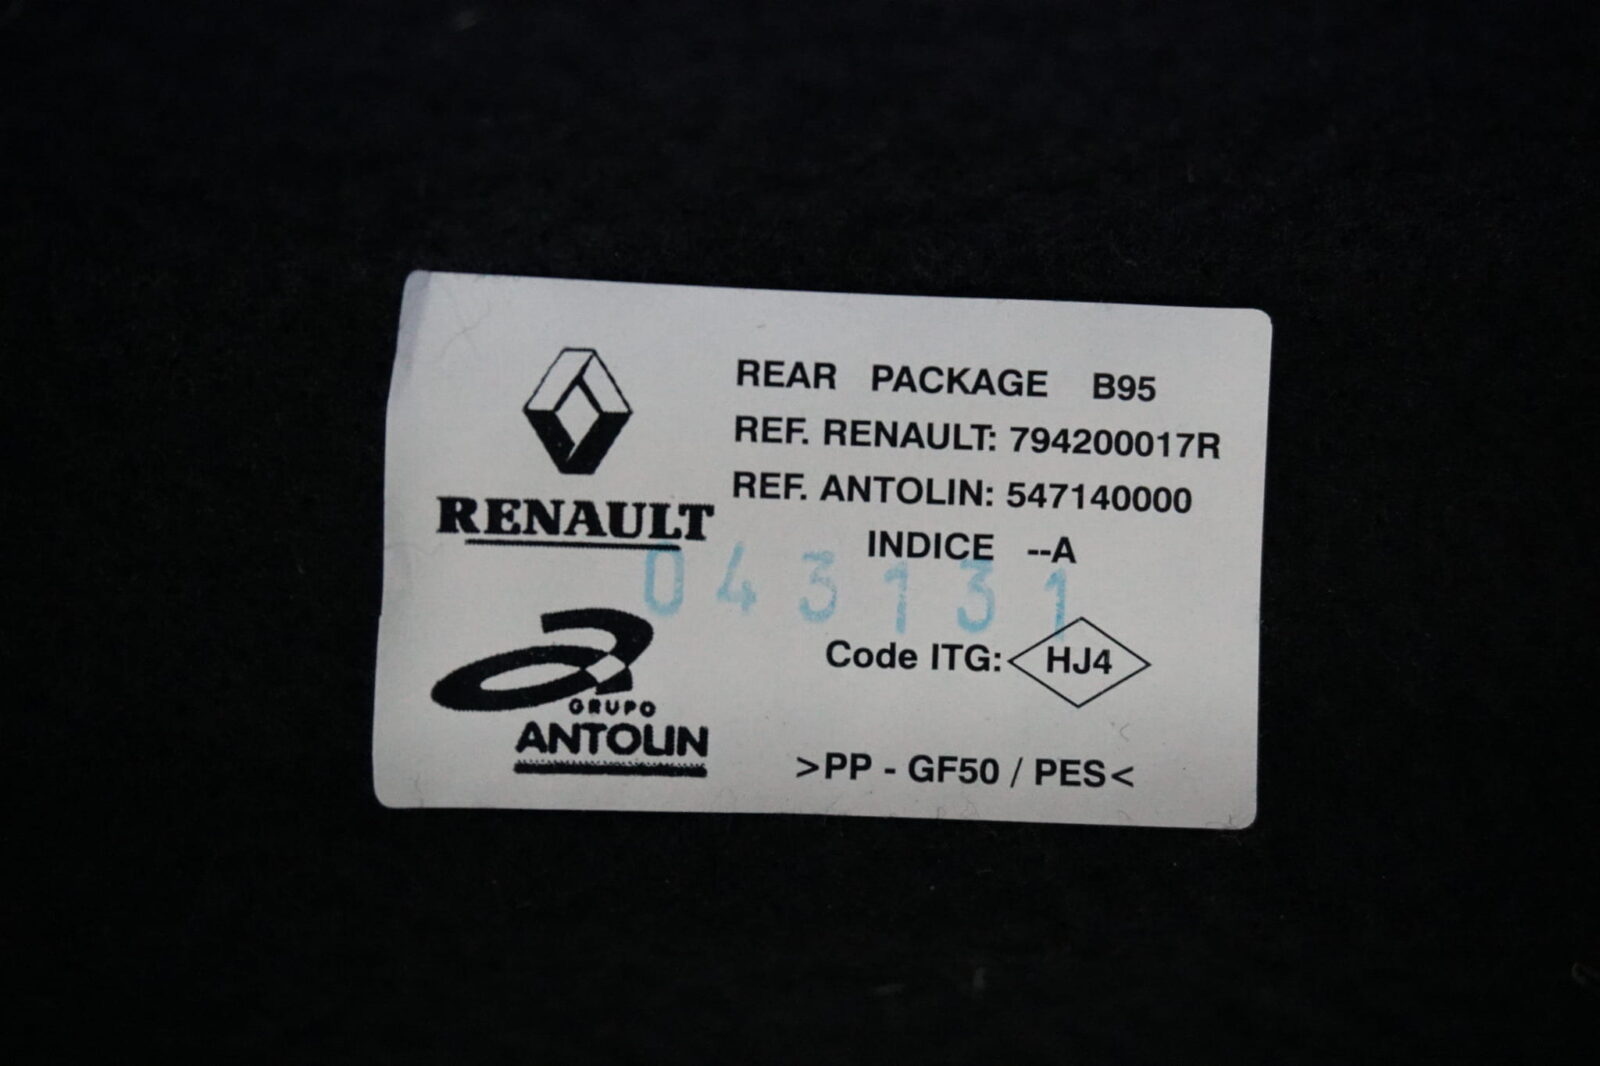 REAR PACKAGE B95
REF. RENAULT: 794200017R
REF. ANTOLIN: 547140000
INDICE --A
RENAULT
043131
Code ITG: HJ4
GRUPO
ANTOLIN
>PP - GF50 / PES<